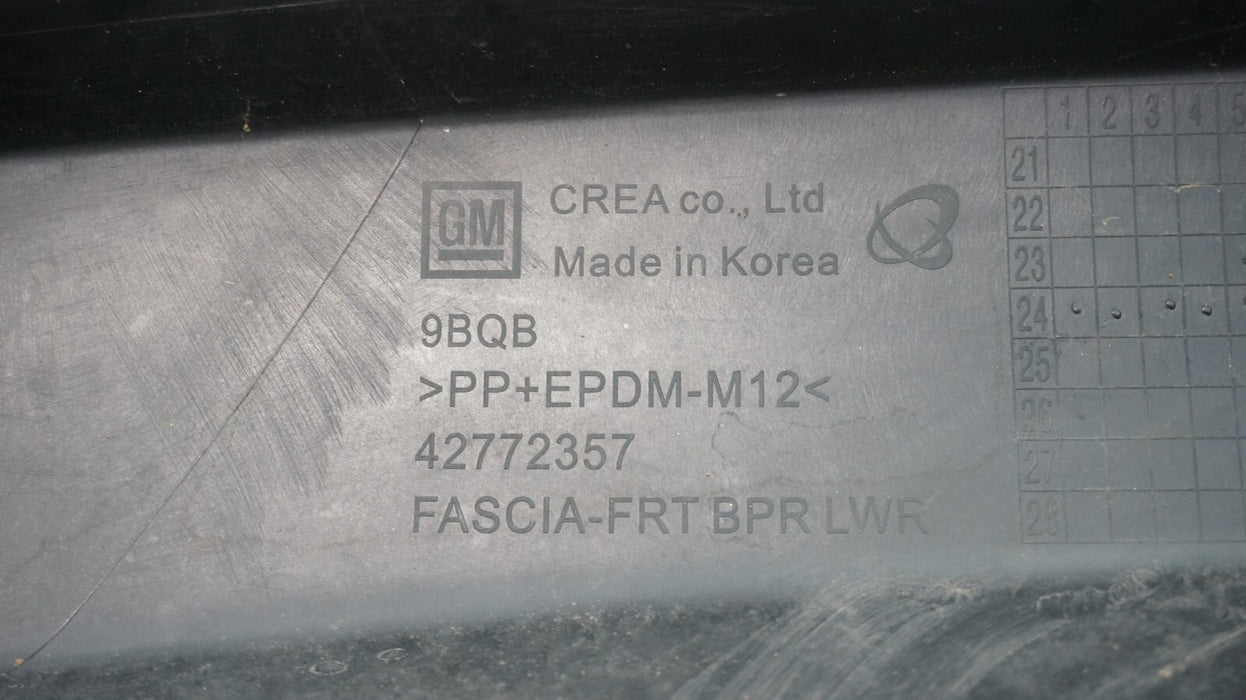 GM
CREA co., Ltd
Made in Korea
9BQB
>PP+EPDM-M12<
42772357
FASCIA-FRT BPR LWR
1 2 3 4 5
21
22
23
24
25
26
27
28